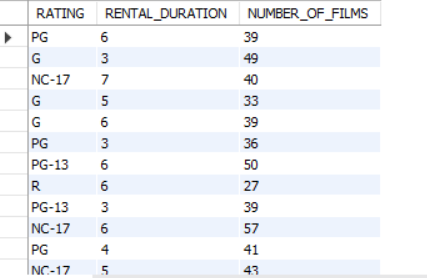 RATING RENTAL_DURATION NUMBER_OF_FILMS
PG 6 39
G 3 49
NC-17 7 40
G 5 33
G 6 39
PG 3 36
PG-13 6 50
R 6 27
PG-13 3 39
NC-17 6 57
PG 4 41
NC-17 5 43